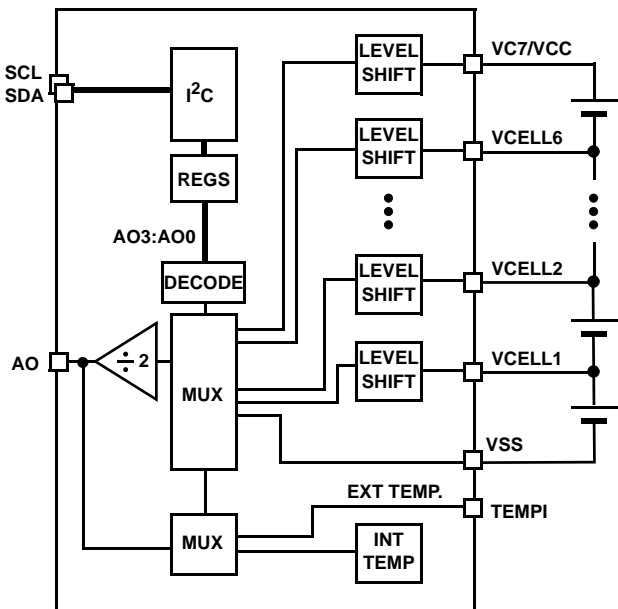 SCL
SDA
I²C
LEVEL
SHIFT
VC7/VCC
REGS
LEVEL
SHIFT
VCELL6
AO3:AO0
DECODE
LEVEL
SHIFT
VCELL2
AO
÷ 2
MUX
LEVEL
SHIFT
VCELL1
VSS
EXT TEMP.
TEMPI
MUX
INT
TEMP